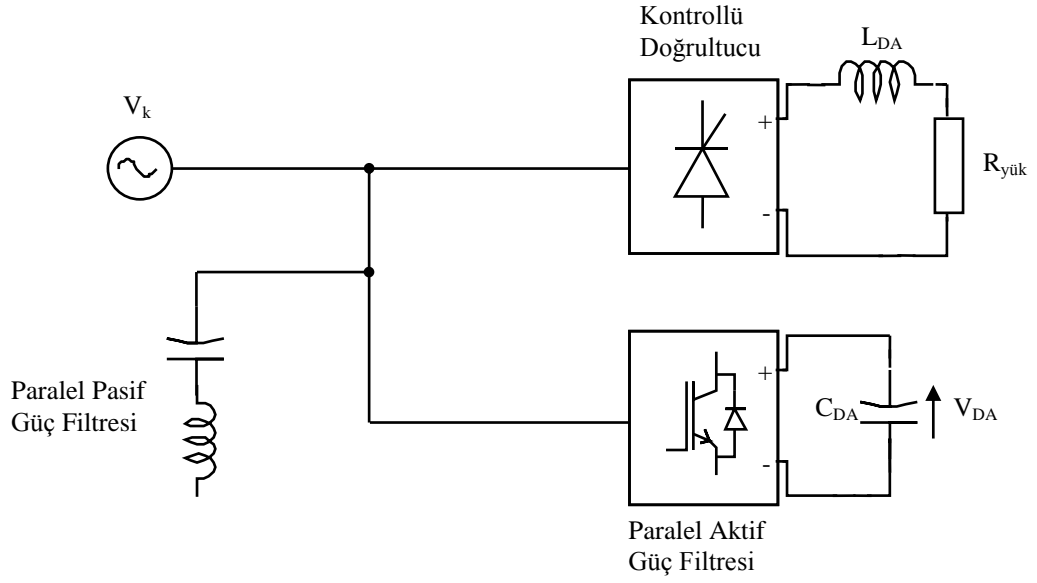 Kontrollü
Doğrultucu
L_DA
V_k
+
-
R_yük
Paralel Pasif
Güç Filtresi
+
-
C_DA
V_DA
Paralel Aktif
Güç Filtresi